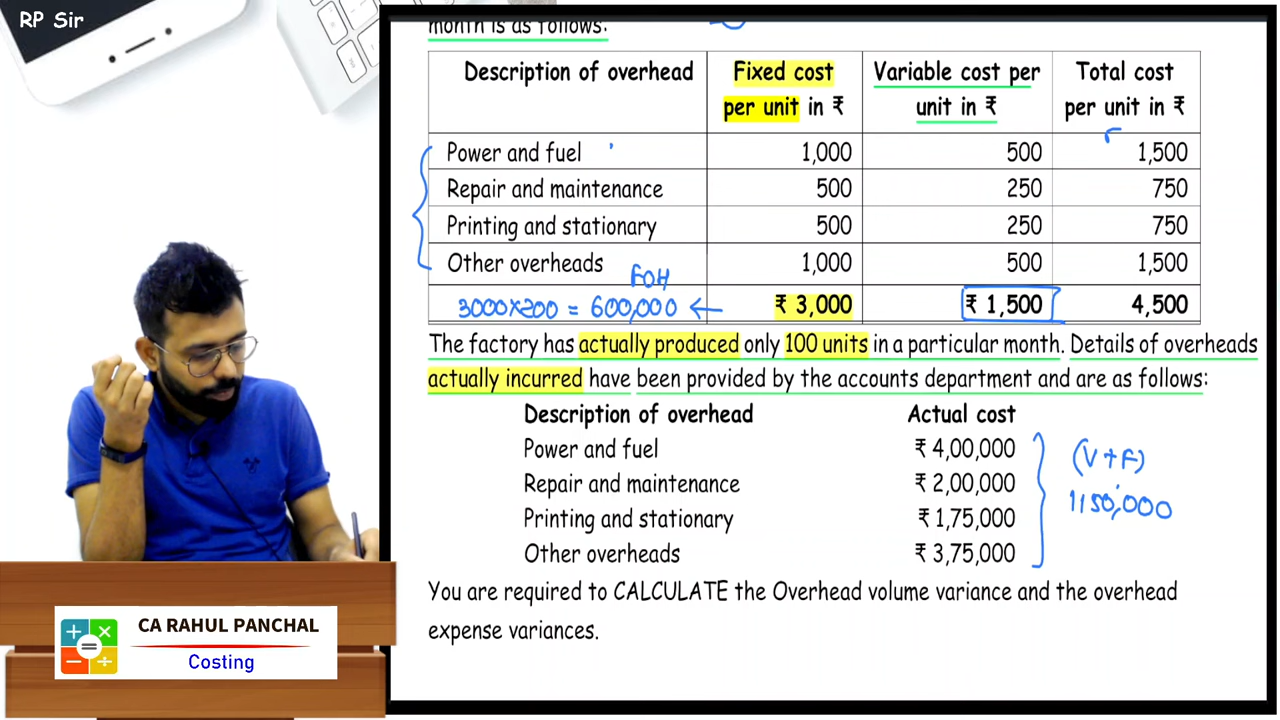 RP Sir
month is as follows:
Description of overhead Fixed cost per unit in ₹ Variable cost per unit in ₹ Total cost per unit in ₹
Power and fuel 1,000 500 1,500
Repair and maintenance 500 250 750
Printing and stationary 500 250 750
Other overheads 1,000 500 1,500
FOH
3000×200 = 600,000 ← ₹ 3,000 ₹ 1,500 4,500
The factory has actually produced only 100 units in a particular month. Details of overheads
actually incurred have been provided by the accounts department and are as follows:
Description of overhead Actual cost
Power and fuel ₹ 4,00,000
Repair and maintenance ₹ 2,00,000
Printing and stationary ₹ 1,75,000
Other overheads ₹ 3,75,000
(V+F)
1150,000
You are required to CALCULATE the Overhead volume variance and the overhead
expense variances.
CA RAHUL PANCHAL
Costing